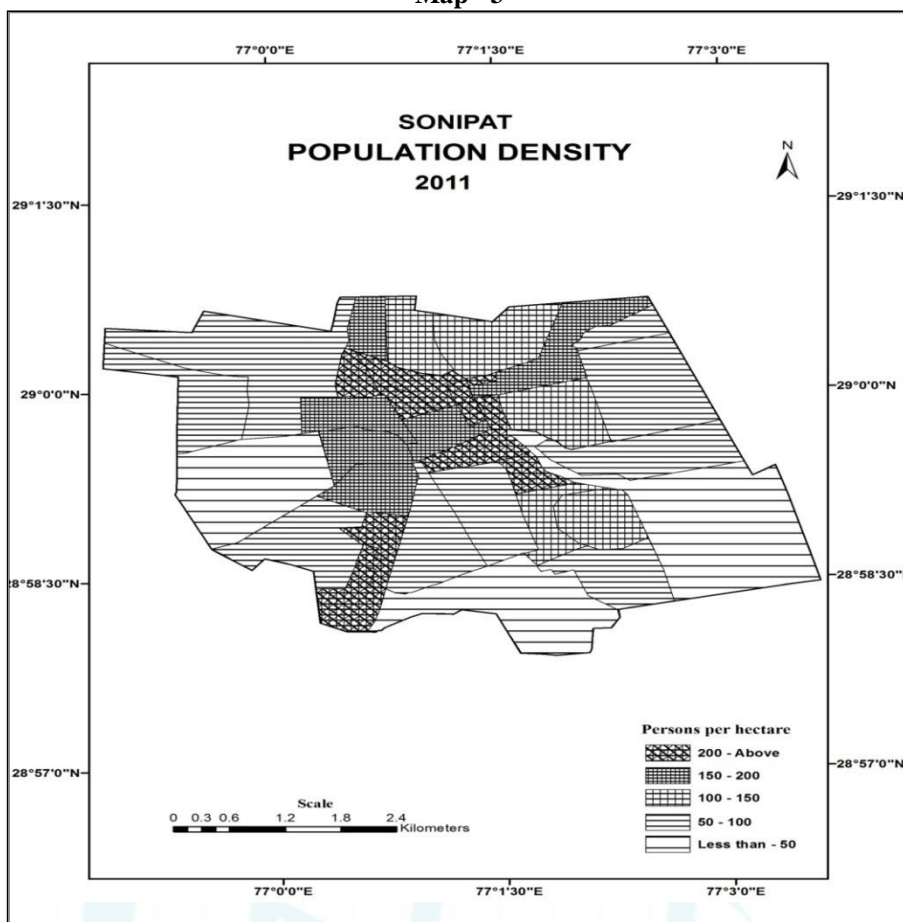 Map - 3
77°0'0"E 77°1'30"E 77°3'0"E
SONIPAT
POPULATION DENSITY
2011
N
29°1'30"N 29°1'30"N
29°0'0"N 29°0'0"N
28°58'30"N 28°58'30"N
28°57'0"N 28°57'0"N
Persons per hectare
200 - Above
150 - 200
100 - 150
50 - 100
Less than - 50
Scale
0 0.3 0.6 1.2 1.8 2.4
Kilometers
77°0'0"E 77°1'30"E 77°3'0"E